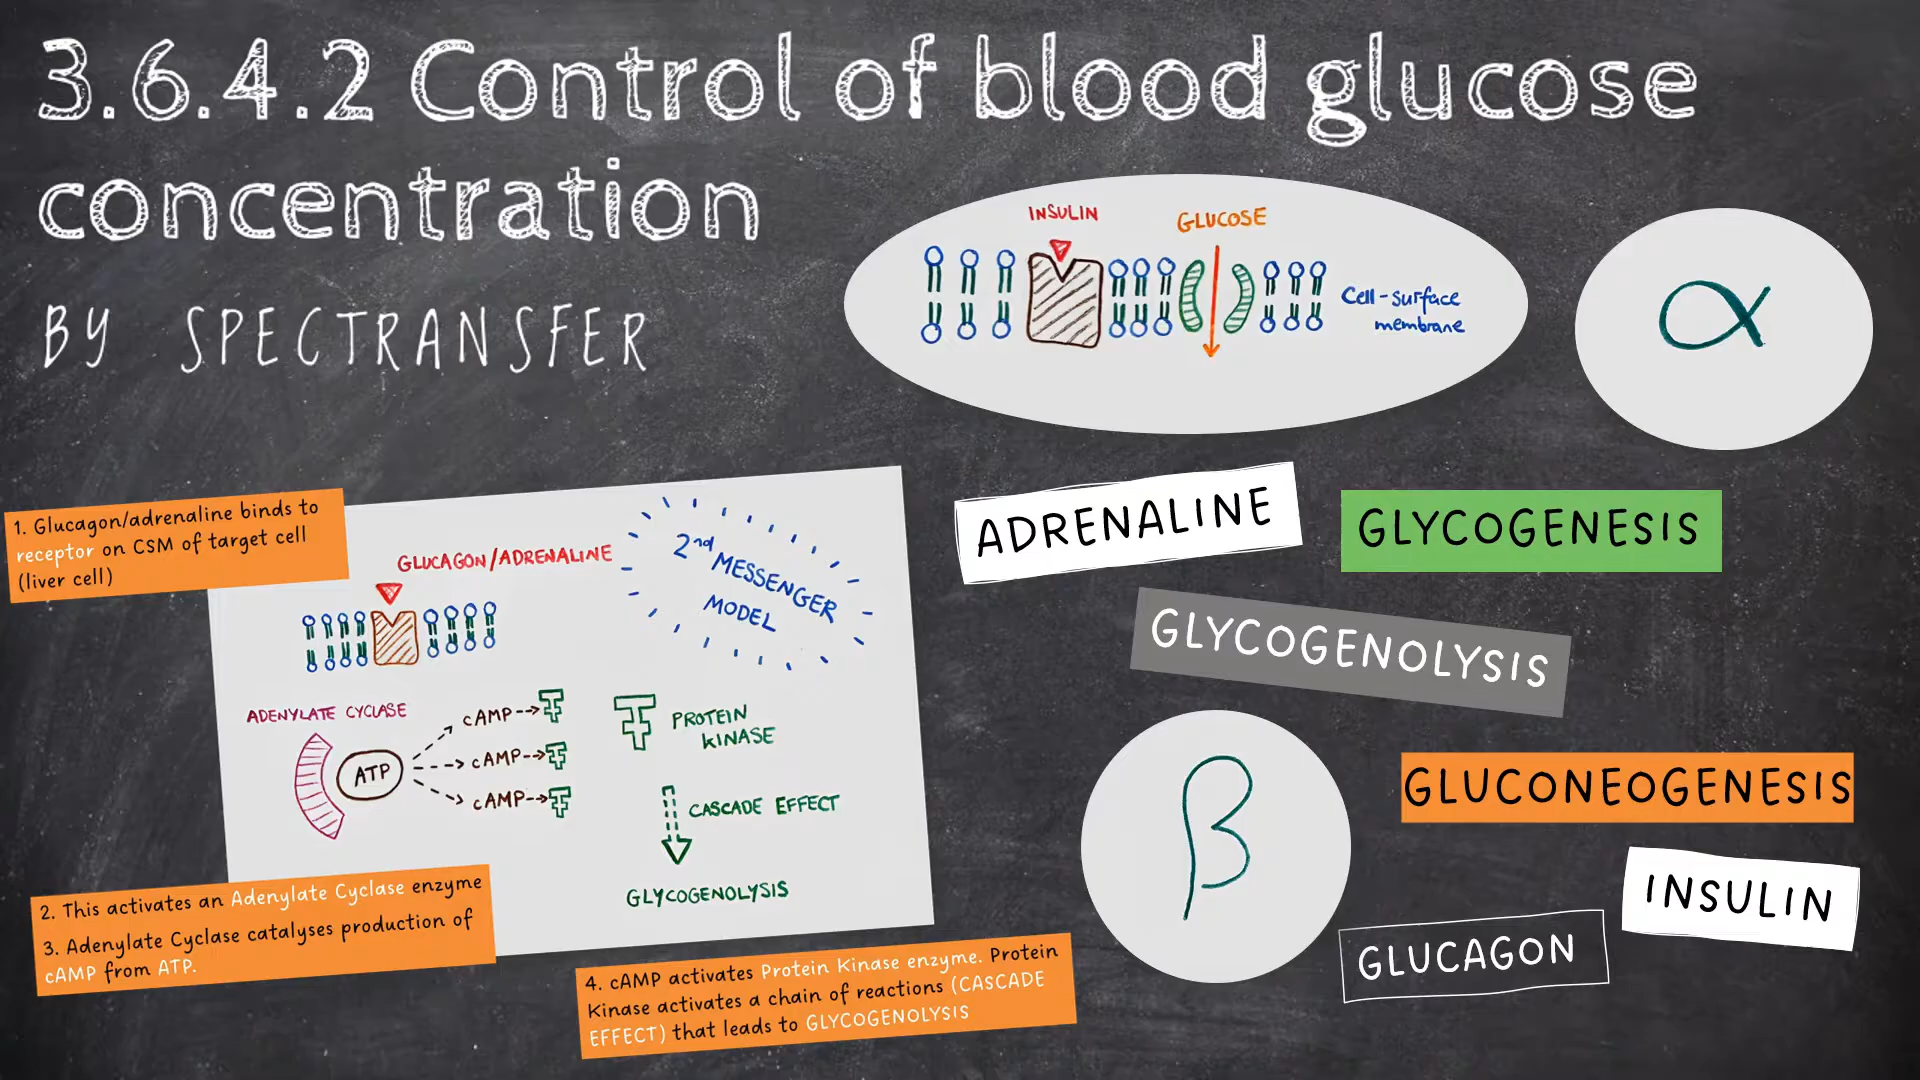 3.6.4.2 Control of blood glucose
concentration
BY SPECTRANSFER
INSULIN
GLUCOSE
Cell-surface
membrane
α
1. Glucagon/adrenaline binds to
receptor on CSM of target cell
(liver cell)
GLUCAGON/ADRENALINE
2nd MESSENGER
MODEL
ADENYLATE CYCLASE
ATP
cAMP
cAMP
cAMP
PROTEIN
KINASE
CASCADE EFFECT
GLYCOGENOLYSIS
2. This activates an Adenylate Cyclase enzyme
3. Adenylate Cyclase catalyses production of
cAMP from ATP.
4. cAMP activates Protein Kinase enzyme. Protein
Kinase activates a chain of reactions (CASCADE
EFFECT) that leads to GLYCOGENOLYSIS
ADRENALINE
GLYCOGENESIS
GLYCOGENOLYSIS
β
GLUCONEOGENESIS
INSULIN
GLUCAGON